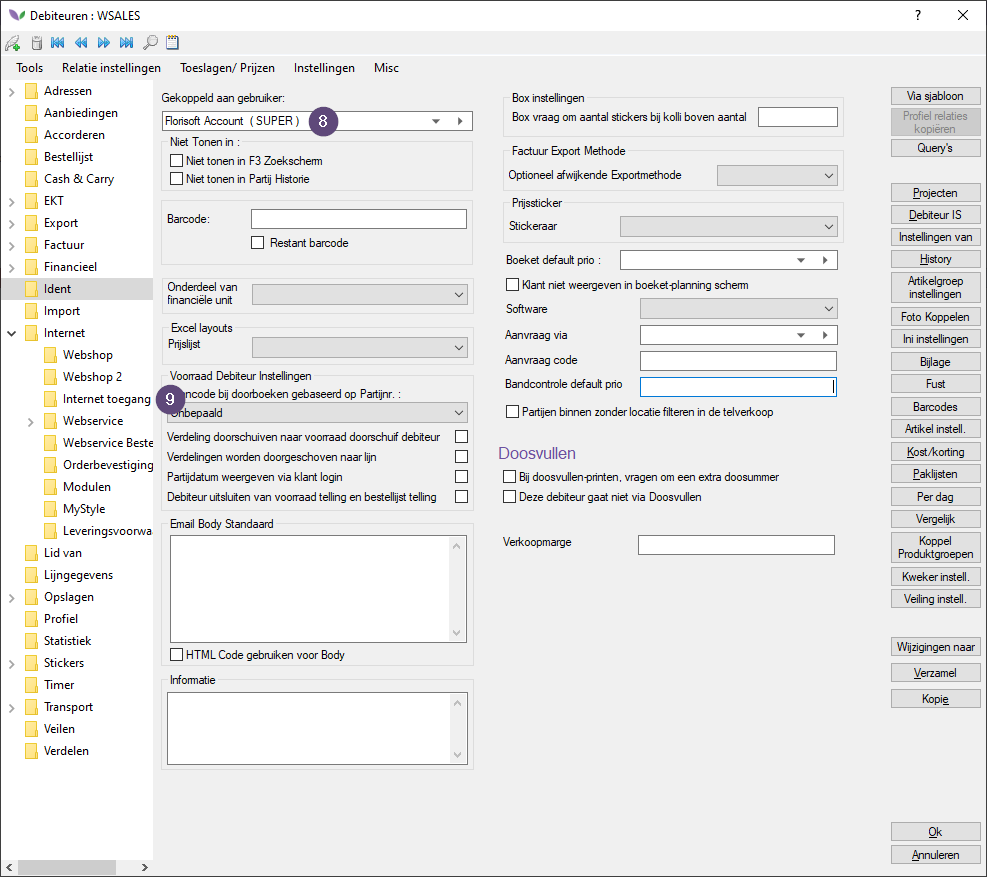 Debiteuren : WSALES
?
Tools Relatie instellingen Toeslagen/ Prijzen Instellingen Misc
Adressen
Aanbiedingen
Accorderen
Bestellijst
Cash & Carry
EKT
Export
Factuur
Financieel
Ident
Import
Internet
Webshop
Webshop 2
Internet toegang
Webservice
Webservice Beste
Orderbevestiging
Modulen
MyStyle
Leveringsvoorwa
Lid van
Lijngegevens
Opslagen
Profiel
Statistiek
Stickers
Timer
Transport
Veilen
Verdelen
Gekoppeld aan gebruiker:
Florisoft Account ( SUPER )
8
Niet Tonen in :
Niet tonen in F3 Zoekscherm
Niet tonen in Partij Historie
Barcode:
Restant barcode
Onderdeel van
financiële unit
Excel layouts
Prijslijst
Voorraad Debiteur Instellingen
9
ncode bij doorboeken gebaseerd op Partijnr. :
Onbepaald
Verdeling doorschuiven naar voorraad doorschuif debiteur
Verdelingen worden doorgeschoven naar lijn
Partijdatum weergeven via klant login
Debiteur uitsluiten van voorraad telling en bestellijst telling
Email Body Standaard
HTML Code gebruiken voor Body
Informatie
Box instellingen
Box vraag om aantal stickers bij kolli boven aantal
Factuur Export Methode
Optioneel afwijkende Exportmethode
Prijssticker
Stickeraar
Boeket default prio :
Klant niet weergeven in boeket-planning scherm
Software
Aanvraag via
Aanvraag code
Bandcontrole default prio
Partijen binnen zonder locatie filteren in de telverkoop
Doosvullen
Bij doosvullen-printen, vragen om een extra doosummer
Deze debiteur gaat niet via Doosvullen
Verkoopmarge
Via sjabloon
Profiel relaties
kopiëren
Query's
Projecten
Debiteur IS
Instellingen van
History
Artikelgroep
instellingen
Foto Koppelen
Ini instellingen
Bijlage
Fust
Barcodes
Artikel instell.
Kost/korting
Paklijsten
Per dag
Vergelijk
Koppel
Produktgroepen
Kweker instell.
Veiling instell.
Wijzigingen naar
Verzamel
Kopie
Ok
Annuleren